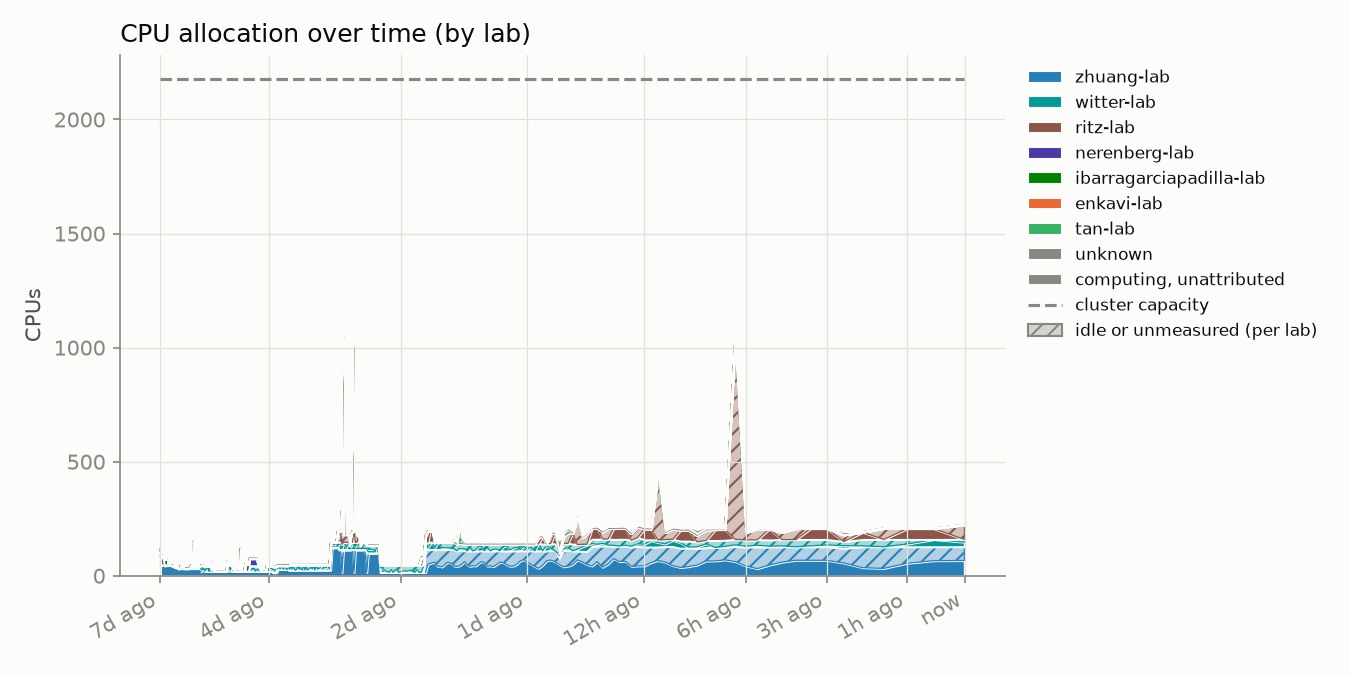 CPU allocation over time (by lab)
CPUs
2000
1500
1000
500
0
7d ago
4d ago
2d ago
1d ago
12h ago
6h ago
3h ago
1h ago
now
zhuang-lab
witter-lab
ritz-lab
nerenberg-lab
ibarragarciapadilla-lab
enkavi-lab
tan-lab
unknown
computing, unattributed
cluster capacity
idle or unmeasured (per lab)